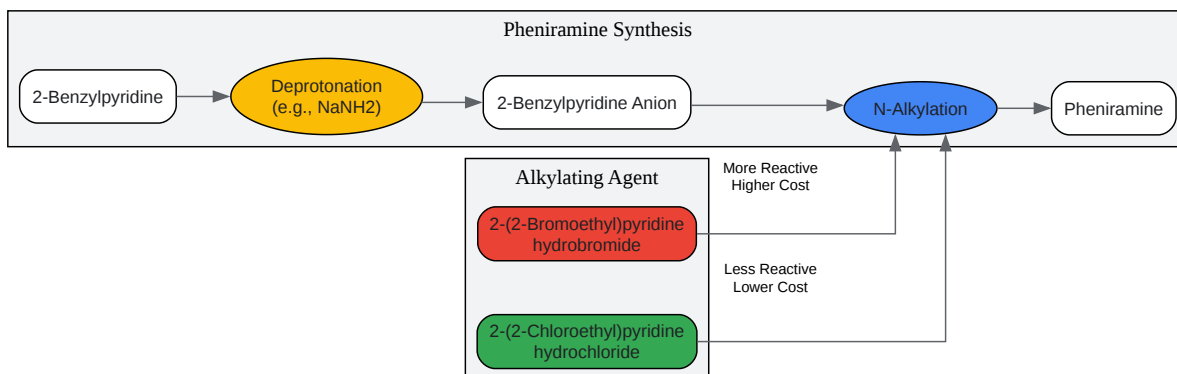 Pheniramine Synthesis
2-Benzylpyridine
Deprotonation
(e.g., NaNH2)
2-Benzylpyridine Anion
N-Alkylation
Pheniramine
Alkylating Agent
More Reactive
Higher Cost
2-(2-Bromoethyl)pyridine
hydrobromide
Less Reactive
Lower Cost
2-(2-Chloroethyl)pyridine
hydrochloride